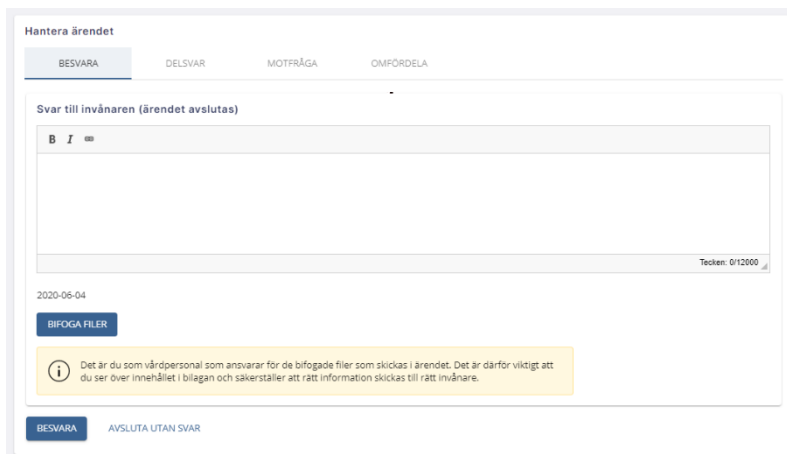 Hantera ärendet
BESVARA DELSVAR MOTFRÅGA OMFÖRDELA
Svar till invånaren (ärendet avslutas)
B I
Tecken: 0/12000
2020-06-04
BIFOGA FILER
Det är du som vårdpersonal som ansvarar för de bifogade filer som skickas i ärendet. Det är därför viktigt att
du ser över innehållet i bilagan och säkerställer att rätt information skickas till rätt invånare.
BESVARA AVSLUTA UTAN SVAR